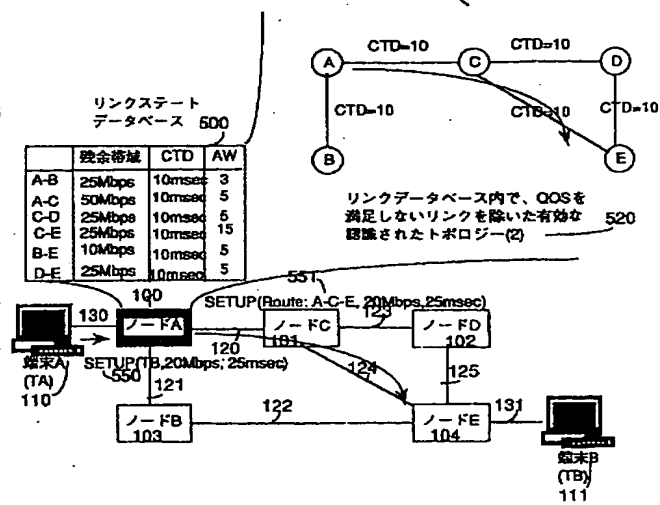 A
CTD=10
C
CTD=10
D
CTD=10
CTD=10
CTD=10
B
E
リンクステート
データベース 500
残余帯域 CTD AW
A-B 25Mbps 10msec 3
A-C 50Mbps 10msec 5
C-D 25Mbps 10msec 5
C-E 25Mbps 10msec 15
B-E 10Mbps 10msec 5
D-E 25Mbps 10msec 5
リンクデータベース内で、QOSを
満足しないリンクを除いた有効な
認識されたトポロジー(2)
520
551
100
SETUP(Route: A-C-E, 20Mbps,25msec)
130
ノードA
120
ノードC
101
123
ノードD
102
端末A
(TA)
110
SETUP(TB,20Mbps, 25msec)
550
121
124
125
ノードB
103
122
ノードE
104
131
端末B
(TB)
111